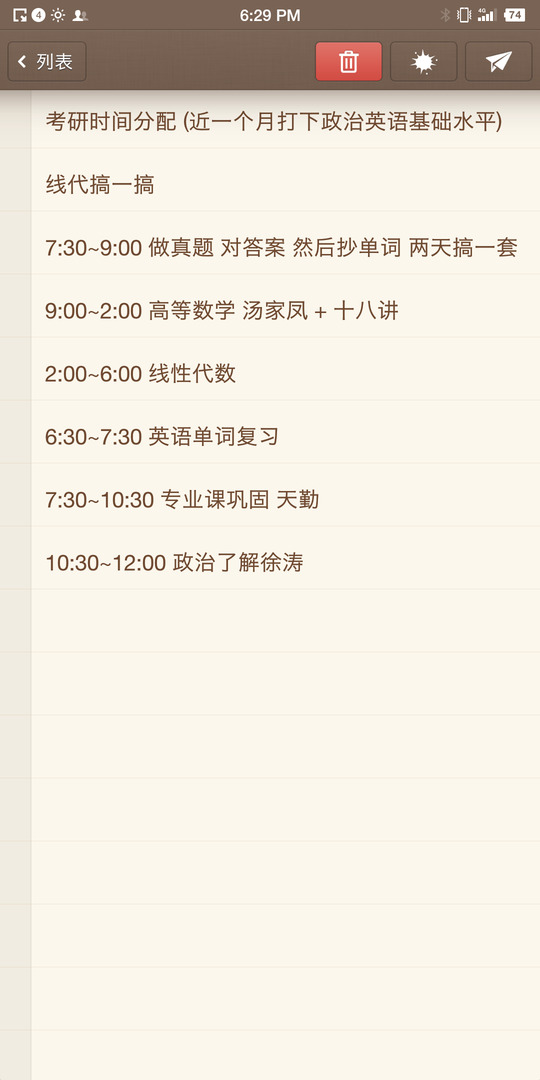 4
6:29 PM
4G
74
列表
考研时间分配 (近一个月打下政治英语基础水平)
线代搞一搞
7:30~9:00 做真题 对答案 然后抄单词 两天搞一套
9:00~2:00 高等数学 汤家凤 + 十八讲
2:00~6:00 线性代数
6:30~7:30 英语单词复习
7:30~10:30 专业课巩固 天勤
10:30~12:00 政治了解徐涛